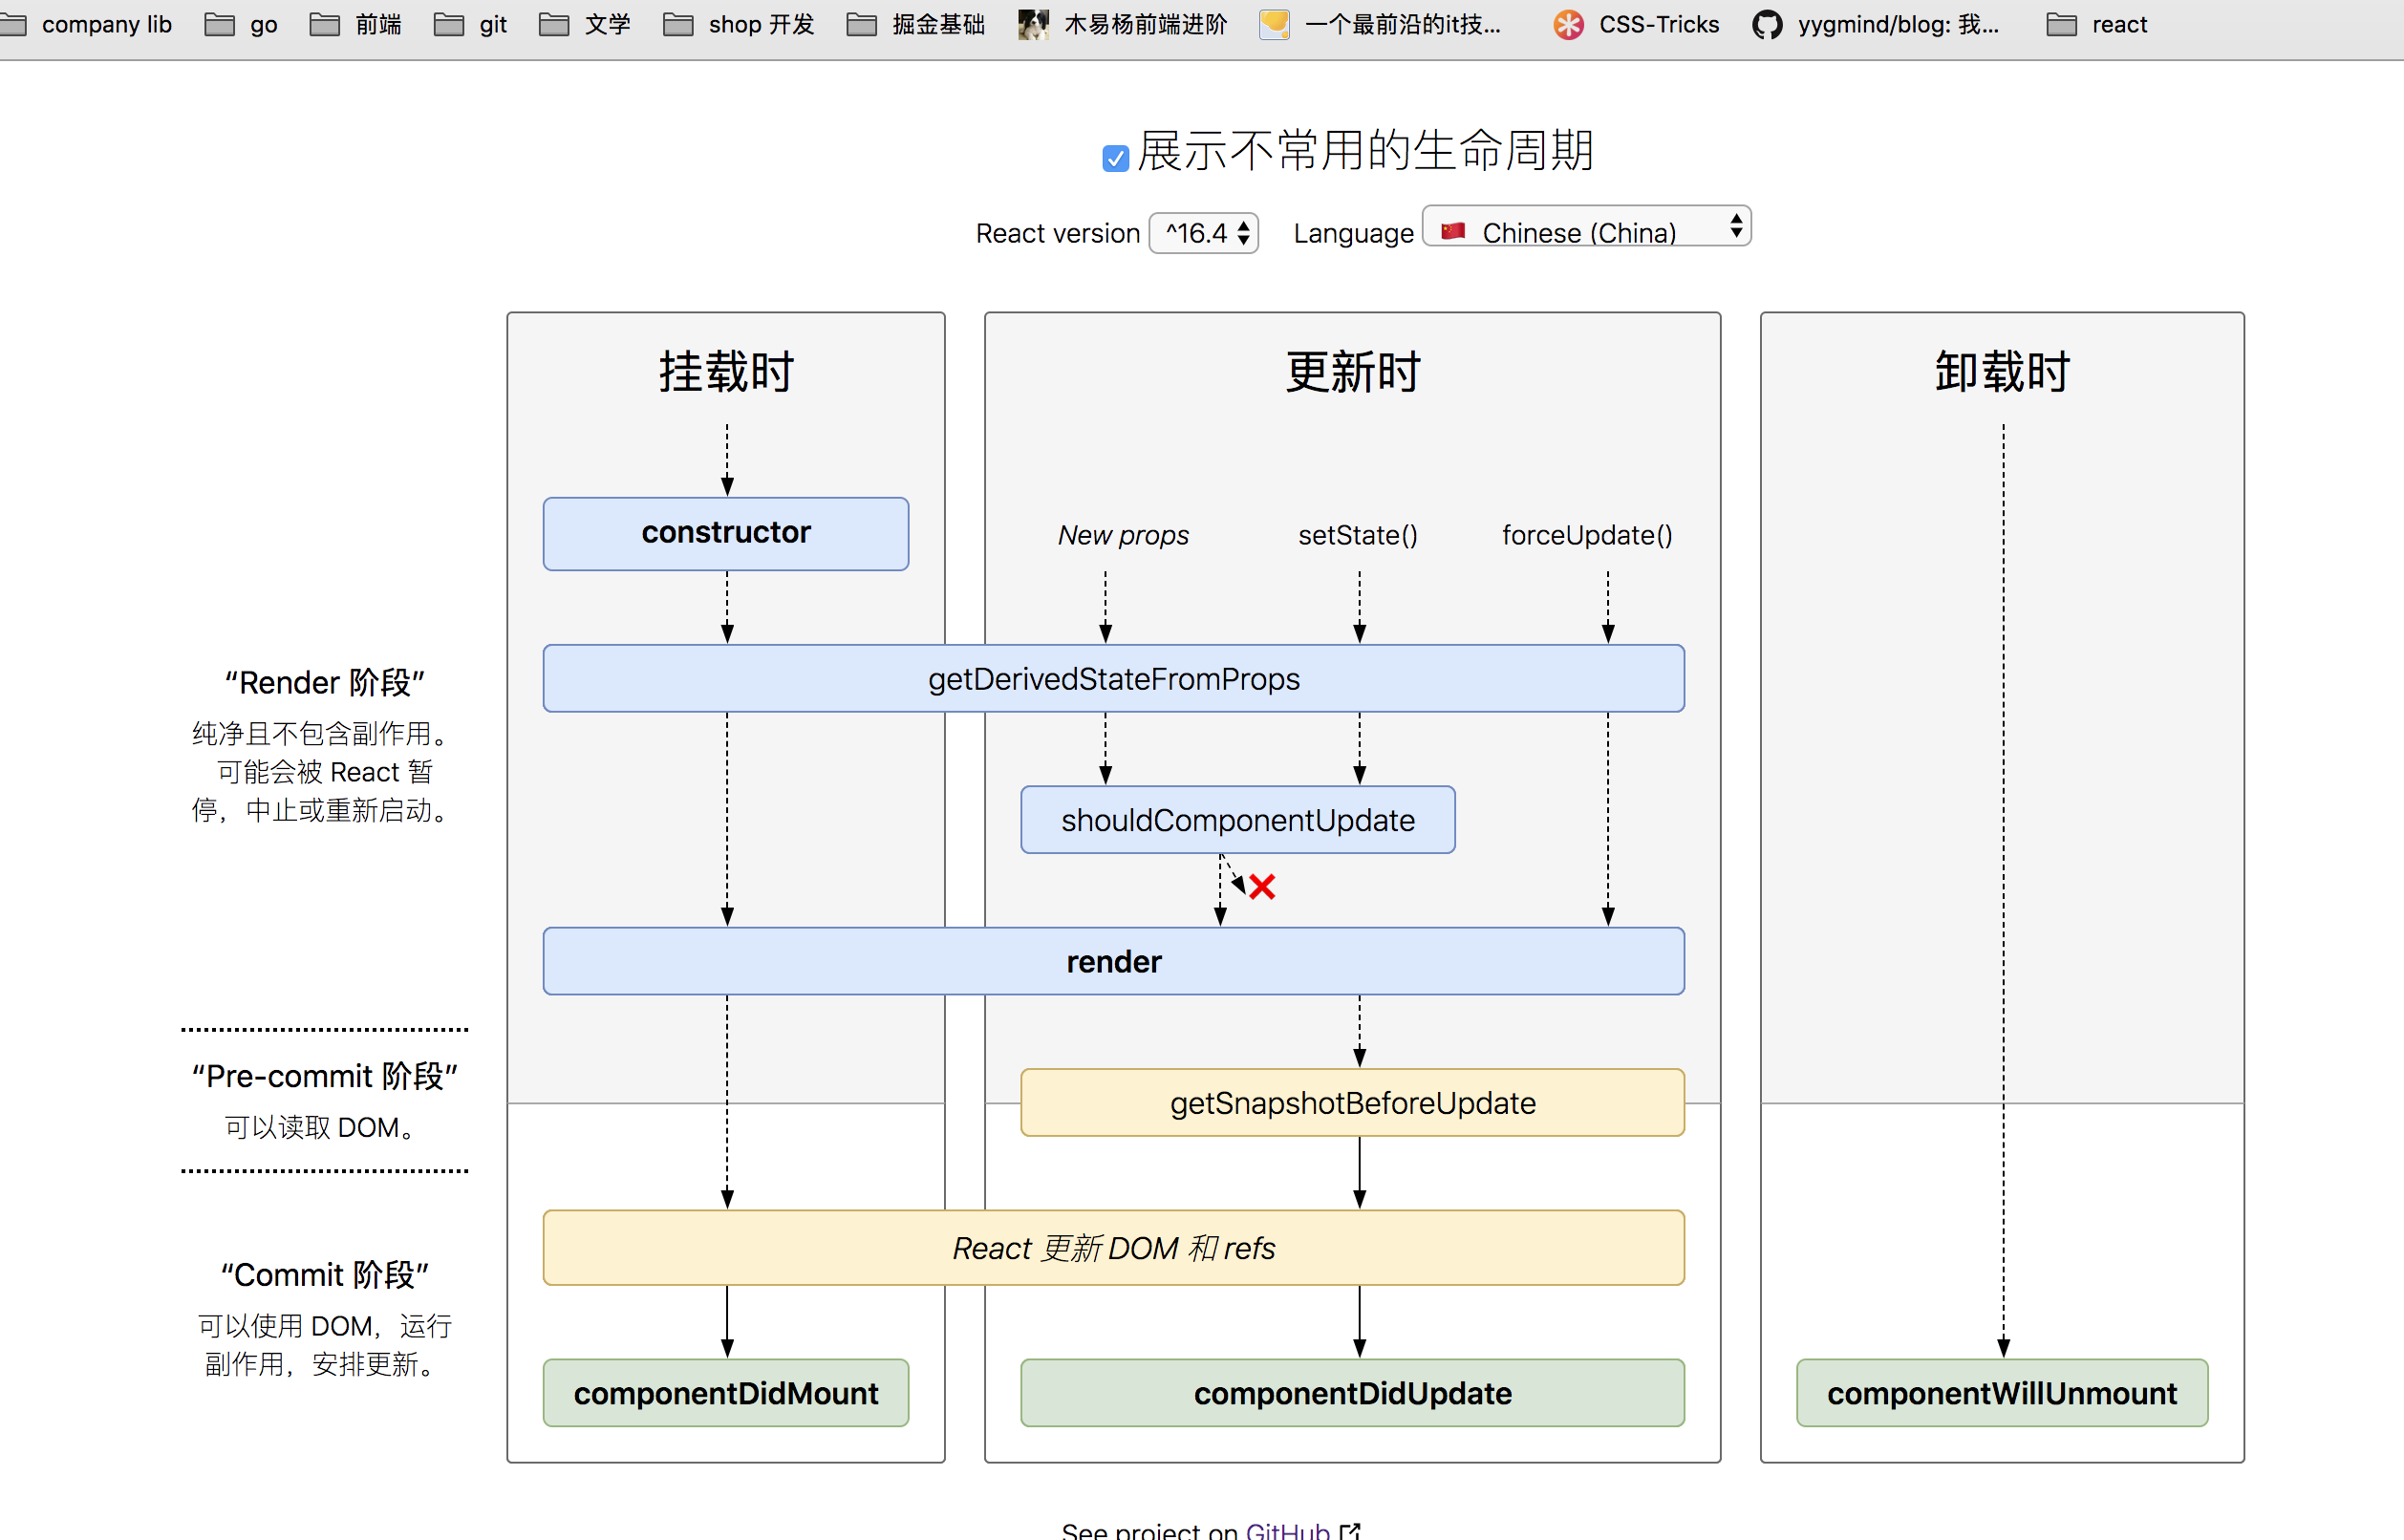 company lib go 前端 git 文学 shop 开发 掘金基础 木易杨前端进阶 一个最前沿的it技... CSS-Tricks yygmind/blog: 我... react
展示不常用的生命周期
React version ^16.4 Language Chinese (China)
挂载时 更新时 卸载时
constructor New props setState() forceUpdate()
getDerivedStateFromProps
“Render 阶段”
纯净且不包含副作用。
可能会被 React 暂
停，中止或重新启动。
shouldComponentUpdate
render
“Pre-commit 阶段”
可以读取 DOM。
getSnapshotBeforeUpdate
React 更新 DOM 和 refs
“Commit 阶段”
可以使用 DOM，运行
副作用，安排更新。
componentDidMount componentDidUpdate componentWillUnmount
See project on GitHub